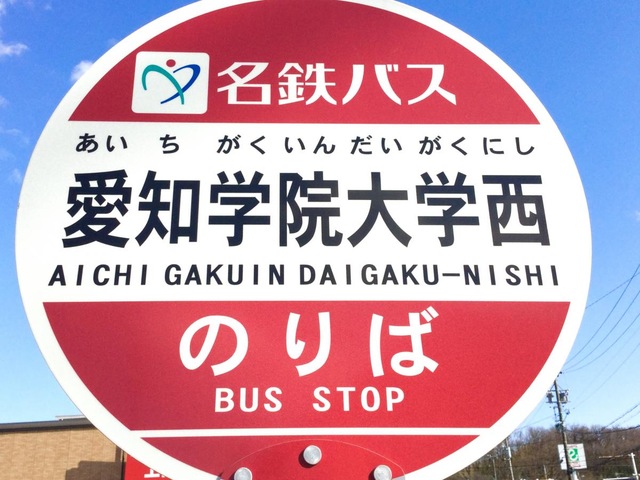 名鉄バス
あいち がくいんだいがくにし
愛知学院大学西
AICHI GAKUIN DAIGAKU-NISHI
のりば
BUS STOP